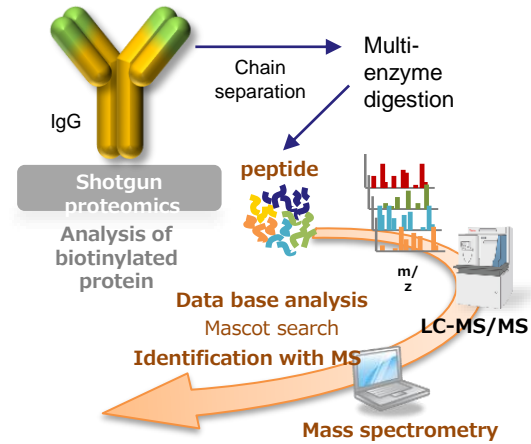 Multi-
enzyme
digestion
Chain
separation
IgG
peptide
Shotgun
proteomics
Analysis of
biotinylated
protein
m/
z
LC-MS/MS
Data base analysis
Mascot search
Identification with MS
Mass spectrometry